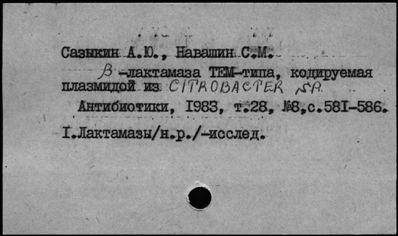 Сазыкин А.Ю., Навашин С.М.
β-лактамаза ТЕМ-типа, кодируемая
плазмидой из CITROBACTER SP.
Антибиотики, 1983, т.28, №8,с.581-586.
I.Лактамазы/н.р./-исслед.